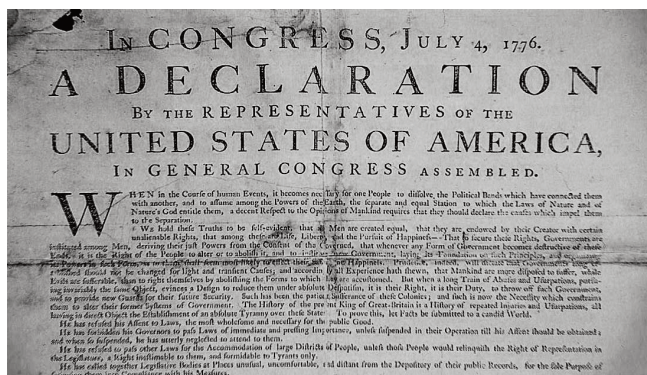 IN CONGRESS, JULY 4, 1776.
A DECLARATION
BY THE REPRESENTATIVES OF THE
UNITED STATES OF AMERICA,
IN GENERAL CONGRESS ASSEMBLED.
WHEN in the Course of human Events, it becomes necessary for one People to dissolve the Political Bands which have connected them
with another, and to assume among the Powers of the Earth, the separate and equal Station to which the Laws of Nature and of
Nature's God entitle them, a decent Respect to the Opinions of Mankind requires that they should declare the causes which impel them
to the Separation.
We hold these Truths to be self-evident, that all Men are created equal, that they are endowed by their Creator with certain
unalienable Rights, that among these are Life, Liberty, and the Pursuit of Happiness—That to secure these Rights, Governments are
instituted among Men, deriving their just Powers from the Consent of the Governed, that whenever any Form of Government becomes destructive of these
Ends, it is the Right of the People to alter or to abolish it, and to institute new Government, laying its Foundation on such Principles, and
its Powers in such Form, as to them shall seem most likely to effect their Safety and Happiness. Prudence, indeed, will dictate that Governments long
established should not be changed for light and transient Causes; and accordingly all Experience hath shewn, that Mankind are more disposed to suffer, while
Evils are sufferable, than to right themselves by abolishing the Forms to which they are accustomed. But when a long Train of Abuses and Usurpations, pursu-
ing invariably the same Object, evinces a Design to reduce them under absolute Despotism, it is their Right, it is their Duty, to throw off such Government,
and to provide new Guards for their future Security. Such has been the patient Sufferance of these Colonies; and such is now the Necessity which constrains
them to alter their former Systems of Government. The History of the present King of Great-Britain is a History of repeated Injuries and Usurpations, all
having in direct Object the Establishment of an absolute Tyranny over these States. To prove this, let Facts be submitted to a candid World.
He has refused his Assent to Laws, the most wholesome and necessary for the public Good.
He has forbidden his Governors to pass Laws of immediate and pressing Importance, unless suspended in their Operation till his Assent should be obtained;
and when so suspended, he has utterly neglected to attend to them.
He has refused to pass other Laws for the Accommodation of large Districts of People, unless those People would relinquish the Right of Representation in
the Legislature, a Right inestimable to them, and formidable to Tyrants only.
He has called together Legislative Bodies at Places unusual, uncomfortable, and distant from the Depository of their public Records, for the sole Purpose of
fatiguing them into Compliance with his Measures.